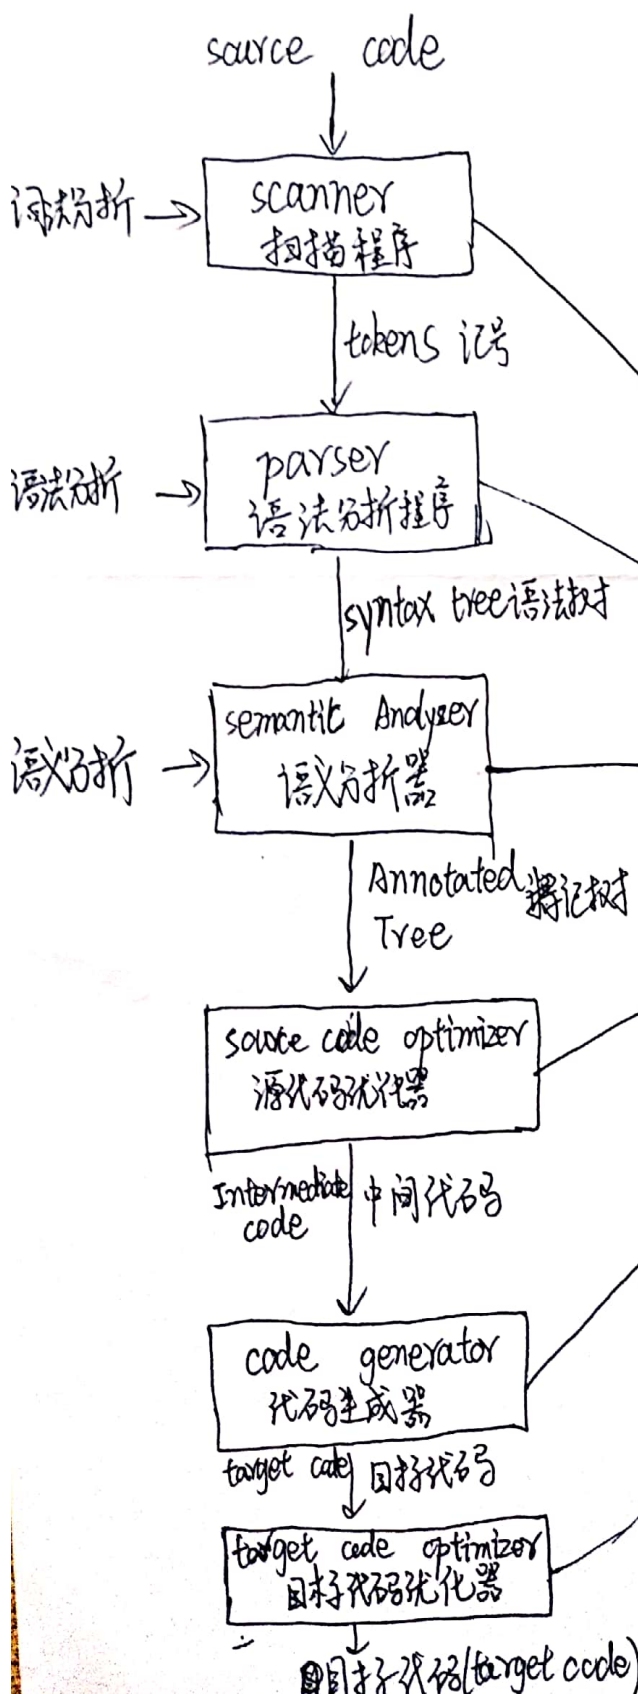 source code
词法分析
scanner
扫描程序
tokens 记号
语法分析
parser
语法分析程序
syntax tree 语法树
semantic Analyzer
语义分析
语义分析器
Annotated
Tree
记树
source code optimizer
源代码优化器
Intermediate
code
中间代码
code generator
代码生成器
target code
目标代码
target code optimizer
目标代码优化器
目标代码(target code)